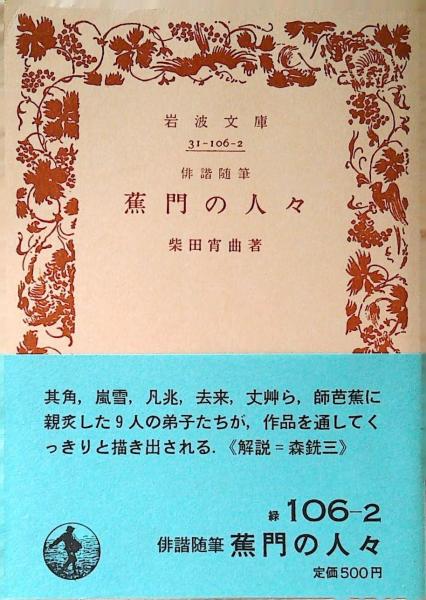 岩波文庫
31-106-2
俳諧随筆
蕉門の人々
柴田宵曲著
其角，嵐雪，凡兆，去来，丈艸ら，師芭蕉に
親炙した9人の弟子たちが，作品を通してく
っきりと描き出される.《解説＝森銑三》
緑 106-2
俳諧随筆 蕉門の人々
定価500円